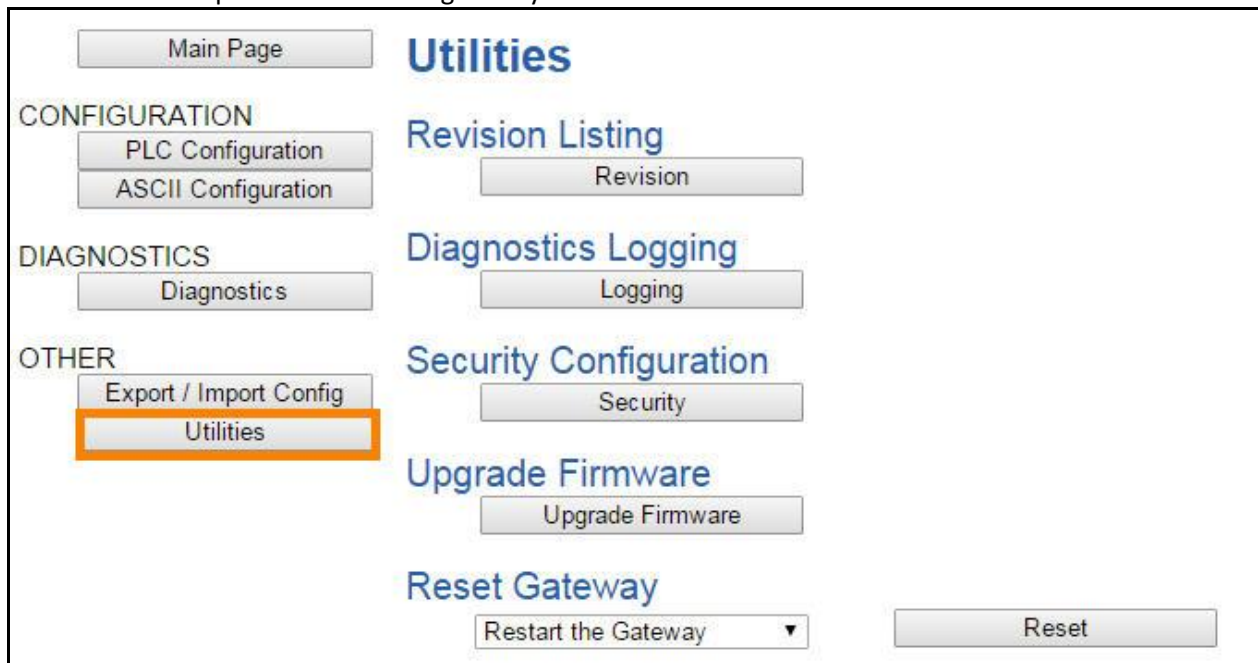 Main Page
CONFIGURATION
PLC Configuration
ASCII Configuration
DIAGNOSTICS
Diagnostics
OTHER
Export / Import Config
Utilities
Utilities
Revision Listing
Revision
Diagnostics Logging
Logging
Security Configuration
Security
Upgrade Firmware
Upgrade Firmware
Reset Gateway
Restart the Gateway
Reset